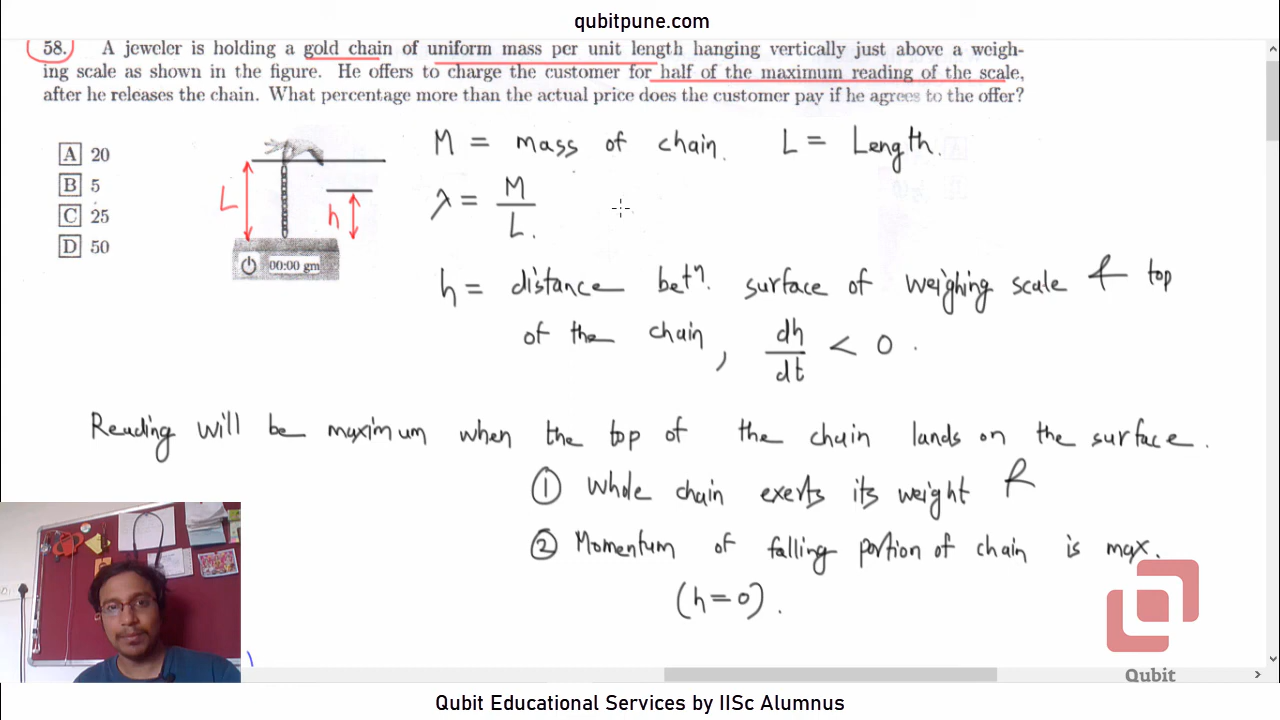 qubitpune.com
58. A jeweler is holding a gold chain of uniform mass per unit length hanging vertically just above a weigh-
ing scale as shown in the figure. He offers to charge the customer for half of the maximum reading of the scale,
after he releases the chain. What percentage more than the actual price does the customer pay if he agrees to the offer?
A 20
B 5
C 25
D 50
L
h
00:00 gm
M = mass of chain. L = Length.
λ = M/L.
h = distance betⁿ. surface of weighing scale & top
of the chain, dh/dt < 0.
Reading will be maximum when the top of the chain lands on the surface.
① Whole chain exerts its weight &
② Momentum of falling portion of chain is max.
(h=0).
Qubit
Qubit Educational Services by IISc Alumnus